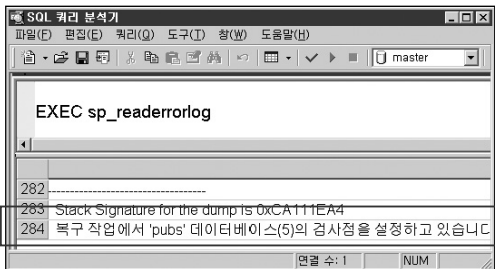 SQL 쿼리 분석기
파일(F) 편집(E) 쿼리(Q) 도구(T) 창(W) 도움말(H)
master
EXEC sp_readerrorlog
282 ----------------------------------
283 Stack Signature for the dump is 0xCA111EA4
284 복구 작업에서 'pubs' 데이터베이스(5)의 검사점을 설정하고 있습니다
연결 수: 1 NUM